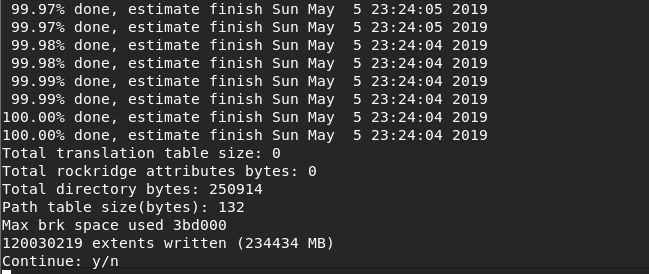 99.97% done, estimate finish Sun May  5 23:24:05 2019
99.97% done, estimate finish Sun May  5 23:24:05 2019
99.98% done, estimate finish Sun May  5 23:24:04 2019
99.98% done, estimate finish Sun May  5 23:24:04 2019
99.99% done, estimate finish Sun May  5 23:24:04 2019
99.99% done, estimate finish Sun May  5 23:24:04 2019
100.00% done, estimate finish Sun May  5 23:24:04 2019
100.00% done, estimate finish Sun May  5 23:24:04 2019
Total translation table size: 0
Total rockridge attributes bytes: 0
Total directory bytes: 250914
Path table size(bytes): 132
Max brk space used 3bd000
120030219 extents written (234434 MB)
Continue: y/n